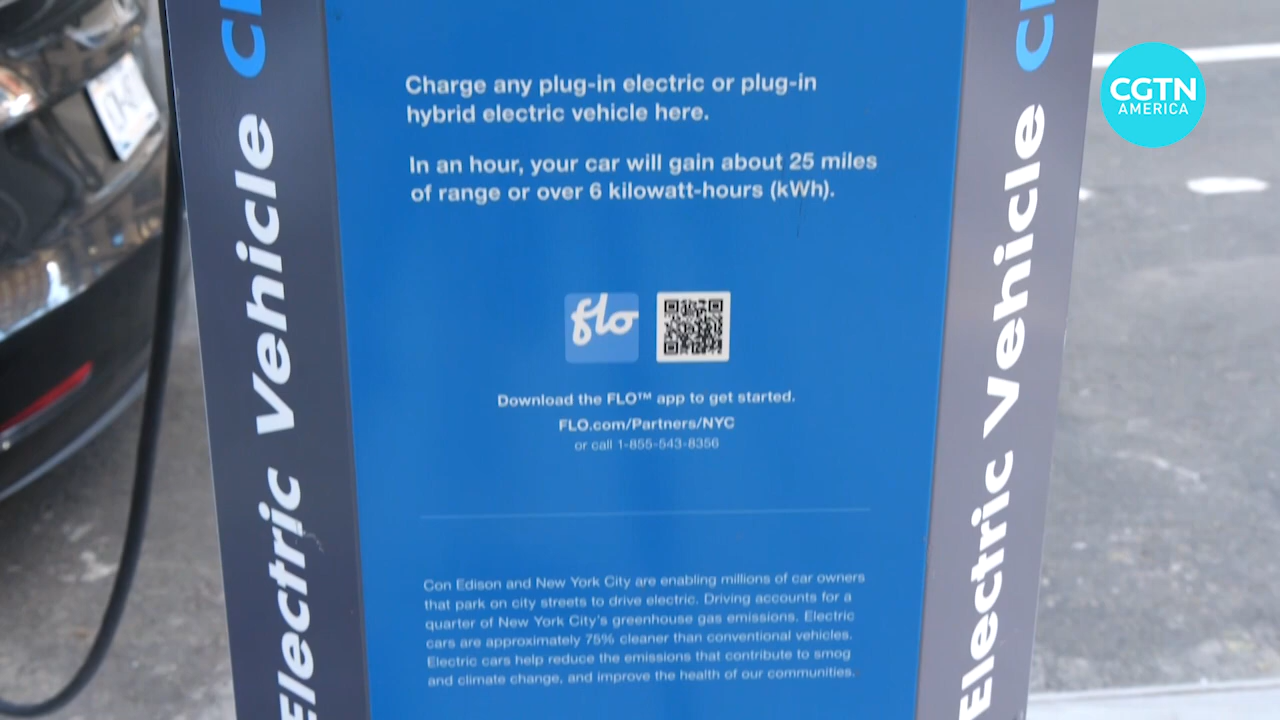 Charge any plug-in electric or plug-in
hybrid electric vehicle here.
In an hour, your car will gain about 25 miles
of range or over 6 kilowatt-hours (kWh).
flo
Download the FLO™ app to get started.
FLO.com/Partners/NYC
or call 1-855-543-8356
Con Edison and New York City are enabling millions of car owners
that park on city streets to drive electric. Driving accounts for a
quarter of New York City's greenhouse gas emissions. Electric
cars are approximately 75% cleaner than conventional vehicles.
Electric cars help reduce the emissions that contribute to smog
and climate change, and improve the health of our communities.
Electric Vehicle
Electric Vehicle
CGTN
AMERICA